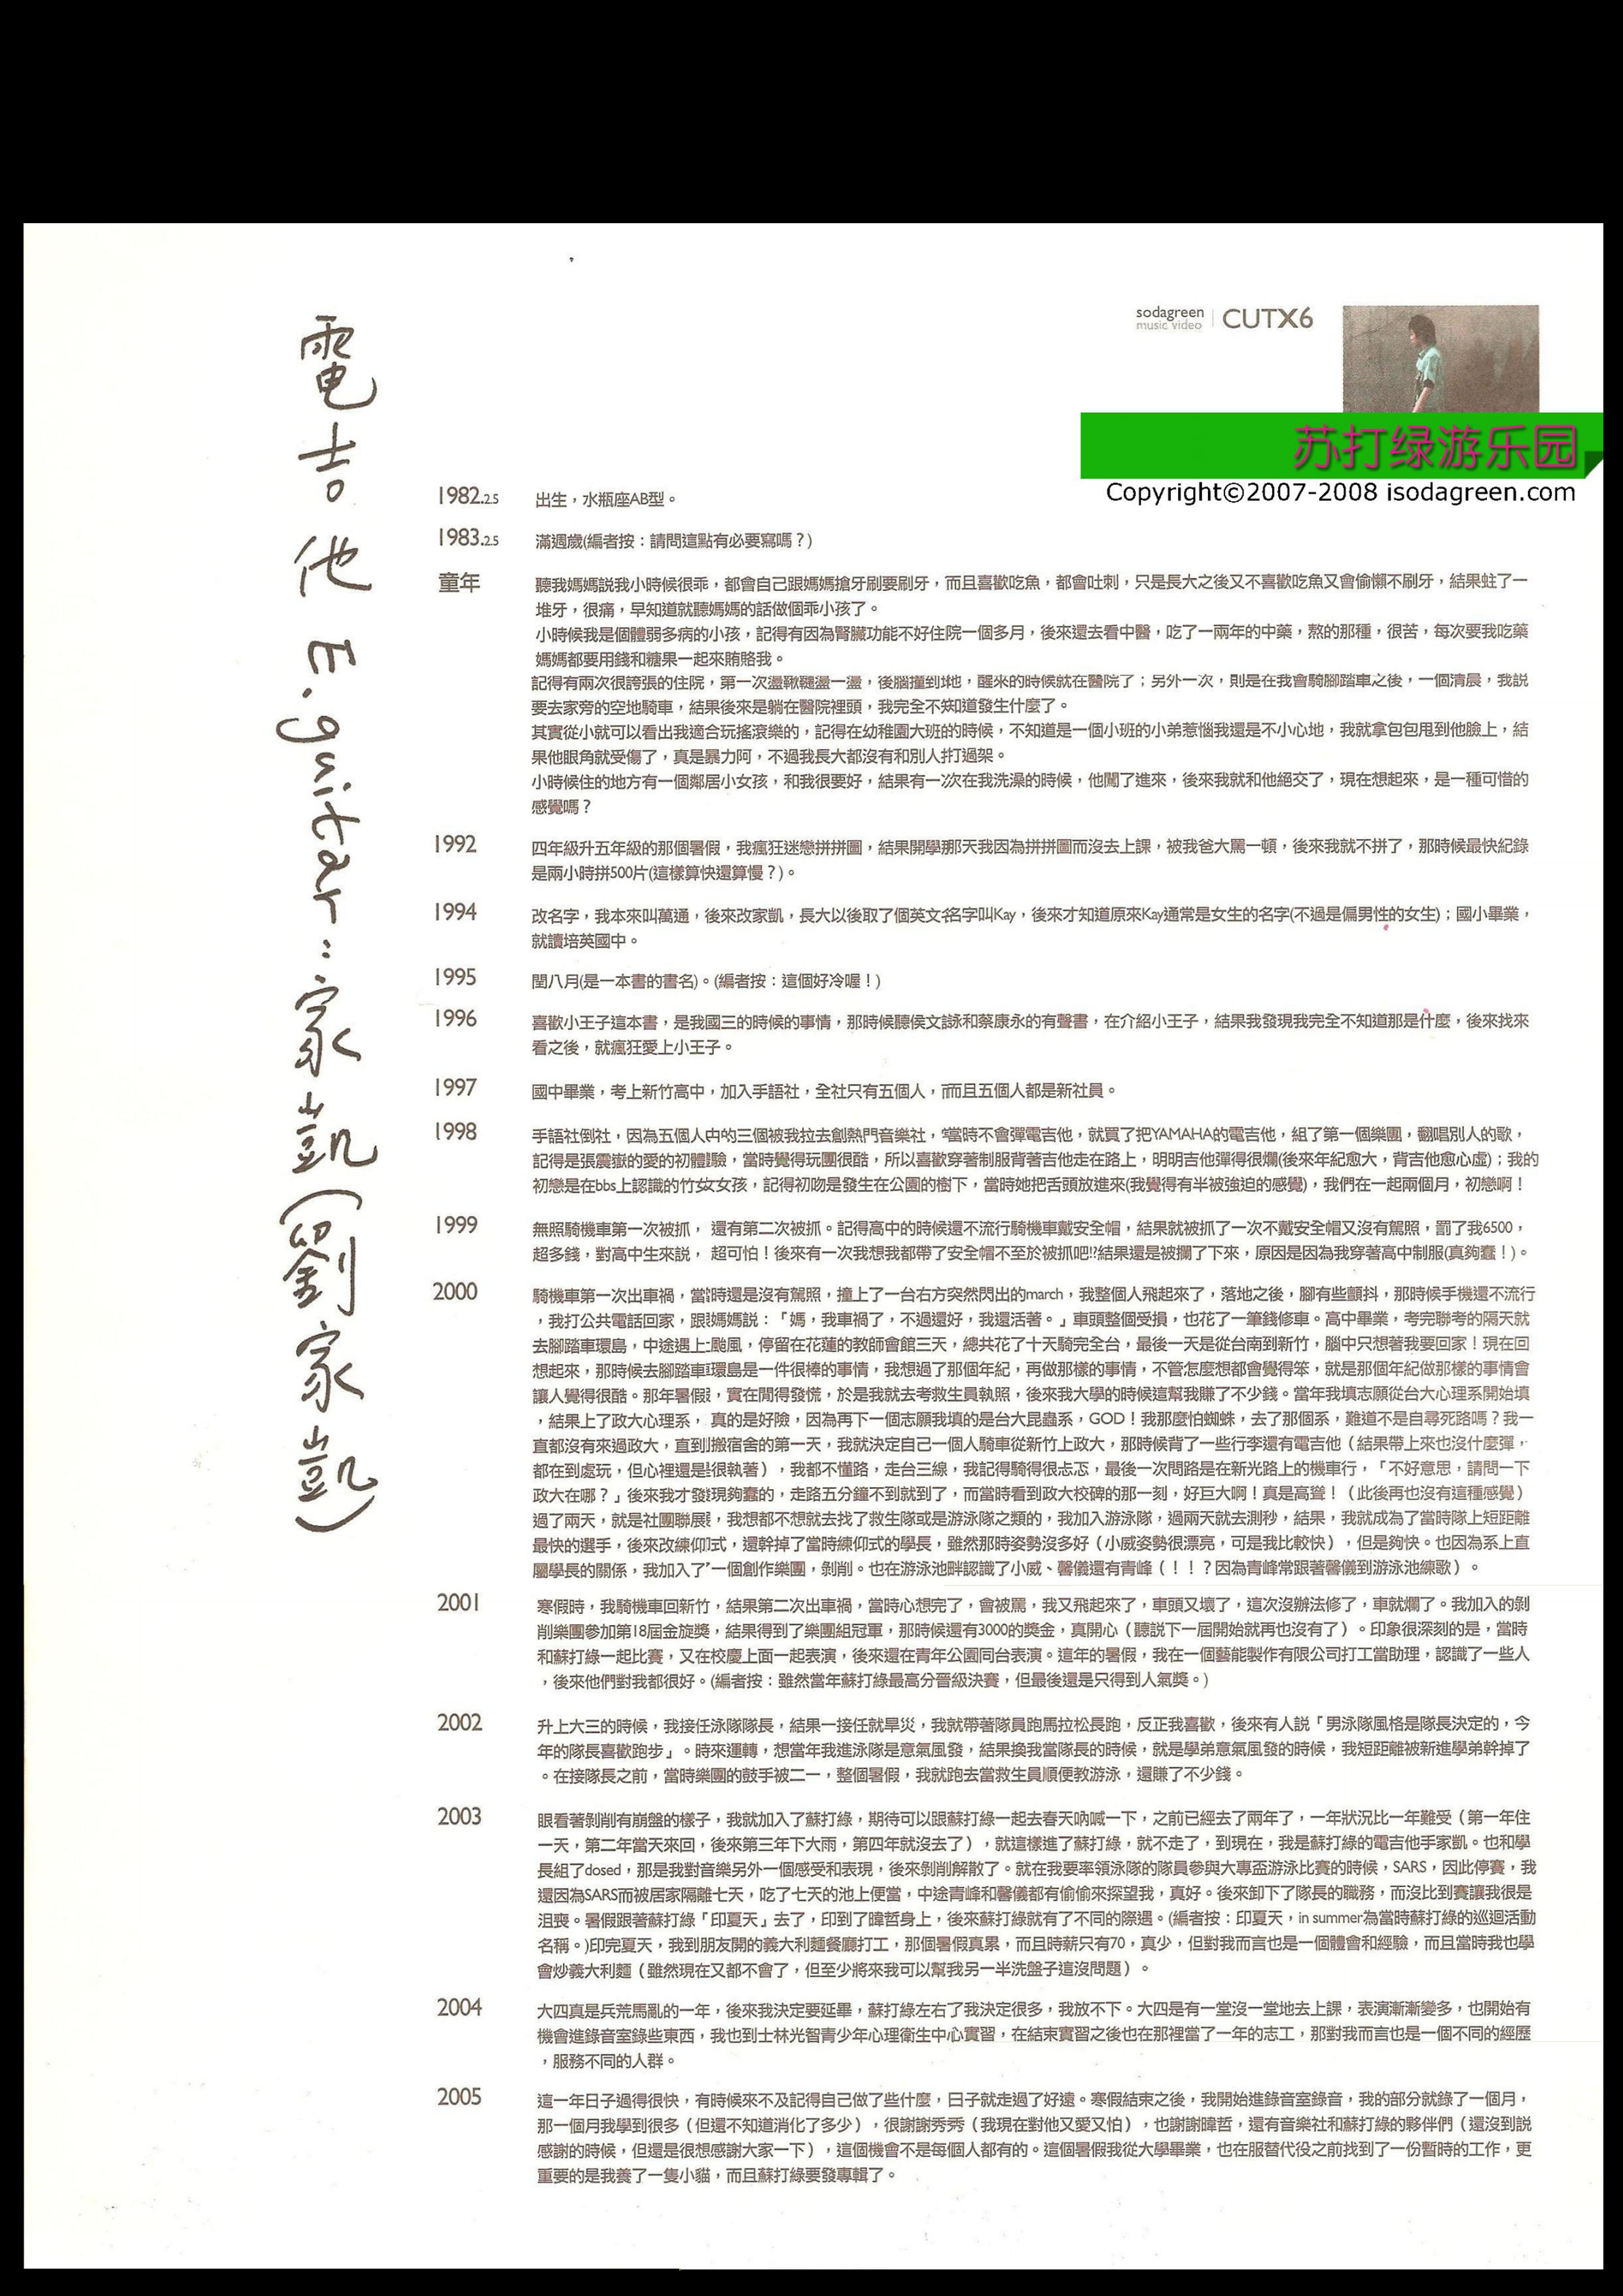 電吉他 E.guitar：家凱(劉家凱)
sodagreen
music video
CUTX6
苏打绿游乐园
Copyright©2007-2008 isodagreen.com
1982.2.5 出生，水瓶座AB型。
1983.2.5 滿週歲(編者按：請問這點有必要寫嗎？)
童年 聽我媽媽說我小時候很乖，都會自己跟媽媽搶牙刷要刷牙，而且喜歡吃魚，都會吐刺，只是長大之後又不喜歡吃魚又會偷懶不刷牙，結果蛀了一
堆牙，很痛，早知道就聽媽媽的話做個乖小孩了。
小時候我是個體弱多病的小孩，記得有因為腎臟功能不好住院一個多月，後來還去看中醫，吃了一兩年的中藥，熬的那種，很苦，每次要我吃藥
媽媽都要用錢和糖果一起來賄賂我。
記得有兩次很誇張的住院，第一次盪鞦韆盪一盪，後腦撞到地，醒來的時候就在醫院了；另外一次，則是在我會騎腳踏車之後，一個清晨，我說
要去家旁的空地騎車，結果後來是躺在醫院裡頭，我完全不知道發生什麼了。
其實從小就可以看出我適合玩搖滾樂的，記得在幼稚園大班的時候，不知道是一個小班的小弟惹惱我還是不小心地，我就拿包包甩到他臉上，結
果他眼角就受傷了，真是暴力阿，不過我長大都沒有和別人打過架。
小時候住的地方有一個鄰居小女孩，和我很要好，結果有一次在我洗澡的時候，他闖了進來，後來我就和他絕交了，現在想起來，是一種可惜的
感覺嗎？
1992 四年級升五年級的那個暑假，我瘋狂迷戀拼拼圖，結果開學那天我因為拼拼圖而沒去上課，被我爸大罵一頓，後來我就不拼了，那時候最快紀錄
是兩小時拼500片(這樣算快還算慢？)。
1994 改名字，我本來叫萬通，後來改家凱，長大以後取了個英文名字叫Kay，後來才知道原來Kay通常是女生的名字(不過是偏男性的女生)；國小畢業，
就讀培英國中。
1995 閏八月(是一本書的書名)。(編者按：這個好冷喔！)
1996 喜歡小王子這本書，是我國三的時候的事情，那時候聽侯文詠和蔡康永的有聲書，在介紹小王子，結果我發現我完全不知道那是什麼，後來找來
看之後，就瘋狂愛上小王子。
1997 國中畢業，考上新竹高中，加入手語社，全社只有五個人，而且五個人都是新社員。
1998 手語社倒社，因為五個人中的三個被我拉去創熱門音樂社，當時不會彈電吉他，就買了把YAMAHA的電吉他，組了第一個樂團，翻唱別人的歌，
記得是張震嶽的愛的初體驗，當時覺得玩團很酷，所以喜歡穿著制服背著吉他走在路上，明明吉他彈得很爛(後來年紀愈大，背吉他愈心虛)；我的
初戀是在bbs上認識的竹女女孩，記得初吻是發生在公園的樹下，當時她把舌頭放進來(我覺得有半被強迫的感覺)，我們在一起兩個月，初戀啊！
1999 無照騎機車第一次被抓，還有第二次被抓。記得高中的時候還不流行騎機車戴安全帽，結果就被抓了一次不戴安全帽又沒有駕照，罰了我6500，
超多錢，對高中生來說，超可怕！後來有一次我想我都帶了安全帽不至於被抓吧!?結果還是被攔了下來，原因是因為我穿著高中制服(真夠蠢！)。
2000 騎機車第一次出車禍，當時還是沒有駕照，撞上了一台右方突然閃出的march，我整個人飛起來了，落地之後，腳有些顫抖，那時候手機還不流行
，我打公共電話回家，跟媽媽說：「媽，我車禍了，不過還好，我還活著。」車頭整個受損，也花了一筆錢修車。高中畢業，考完聯考的隔天就
去腳踏車環島，中途遇上颱風，停留在花蓮的教師會館三天，總共花了十天騎完全台，最後一天是從台南到新竹，腦中只想著我要回家！現在回
想起來，那時候去腳踏車環島是一件很棒的事情，我想過了那個年紀，再做那樣的事情，不管怎麼想都會覺得笨，就是那個年紀做那樣的事情會
讓人覺得很酷。那年暑假，實在閒得發慌，於是我就去考救生員執照，後來我大學的時候這幫我賺了不少錢。當年我填志願從台大心理系開始填
，結果上了政大心理系，真的是好險，因為再下一個志願我填的是台大昆蟲系，GOD！我那麼怕蜘蛛，去了那個系，難道不是自尋死路嗎？我一
直都沒有來過政大，直到搬宿舍的第一天，我就決定自己一個人騎車從新竹上政大，那時候背了一些行李還有電吉他（結果帶上來也沒什麼彈，
都在到處玩，但心裡還是很執著），我都不懂路，走台三線，我記得騎得很忐忑，最後一次問路是在新光路上的機車行，「不好意思，請問一下
政大在哪？」後來我才發現夠蠢的，走路五分鐘不到就到了，而當時看到政大校碑的那一刻，好巨大啊！真是高聳！（此後再也沒有這種感覺）
過了兩天，就是社團聯展，我想都不想就去找了救生隊或是游泳隊之類的，我加入游泳隊，過兩天就去測秒，結果，我就成為了當時隊上短距離
最快的選手，後來改練仰式，還幹掉了當時練仰式的學長，雖然那時姿勢沒多好（小威姿勢很漂亮，可是我比較快），但是夠快。也因為系上直
屬學長的關係，我加入了一個創作樂團，剝削。也在游泳池畔認識了小威、馨儀還有青峰（！！？因為青峰常跟著馨儀到游泳池練歌）。
2001 寒假時，我騎機車回新竹，結果第二次出車禍，當時心想完了，會被罵，我又飛起來了，車頭又壞了，這次沒辦法修了，車就爛了。我加入的剝
削樂團參加第18屆金旋獎，結果得到了樂團組冠軍，那時候還有3000的獎金，真開心（聽說下一屆開始就再也沒有了）。印象很深刻的是，當時
和蘇打綠一起比賽，又在校慶上面一起表演，後來還在青年公園同台表演。這年的暑假，我在一個藝能製作有限公司打工當助理，認識了一些人
，後來他們對我都很好。(編者按：雖然當年蘇打綠最高分晉級決賽，但最後還是只得到人氣獎。)
2002 升上大三的時候，我接任泳隊隊長，結果一接任就旱災，我就帶著隊員跑馬拉松長跑，反正我喜歡，後來有人說「男泳隊風格是隊長決定的，今
年的隊長喜歡跑步」。時來運轉，想當年我進泳隊是意氣風發，結果換我當隊長的時候，就是學弟意氣風發的時候，我短距離被新進學弟幹掉了
。在接隊長之前，當時樂團的鼓手被二一，整個暑假，我就跑去當救生員順便教游泳，還賺了不少錢。
2003 眼看著剝削有崩盤的樣子，我就加入了蘇打綠，期待可以跟蘇打綠一起去春天吶喊一下，之前已經去了兩年了，一年狀況比一年難受（第一年住
一天，第二年當天來回，後來第三年下大雨，第四年就沒去了），就這樣進了蘇打綠，就不走了，到現在，我是蘇打綠的電吉他手家凱。也和學
長組了dosed，那是我對音樂另外一個感受和表現，後來剝削解散了。就在我要率領泳隊的隊員參與大專盃游泳比賽的時候，SARS，因此停賽，我
還因為SARS而被居家隔離七天，吃了七天的池上便當，中途青峰和馨儀都有偷偷來探望我，真好。後來卸下了隊長的職務，而沒比到賽讓我很是
沮喪。暑假跟著蘇打綠「印夏天」去了，印到了暐哲身上，後來蘇打綠就有了不同的際遇。(編者按：印夏天，in summer為當時蘇打綠的巡迴活動
名稱。)印完夏天，我到朋友開的義大利麵餐廳打工，那個暑假真累，而且時薪只有70，真少，但對我而言也是一個體會和經驗，而且當時我也學
會炒義大利麵（雖然現在又都不會了，但至少將來我可以幫我另一半洗盤子這沒問題）。
2004 大四真是兵荒馬亂的一年，後來我決定要延畢，蘇打綠左右了我決定很多，我放不下。大四是有一堂沒一堂地去上課，表演漸漸變多，也開始有
機會進錄音室錄些東西，我也到士林光智青少年心理衛生中心實習，在結束實習之後也在那裡當了一年的志工，那對我而言也是一個不同的經歷
，服務不同的人群。
2005 這一年日子過得很快，有時候來不及記得自己做了些什麼，日子就走過了好遠。寒假結束之後，我開始進錄音室錄音，我的部分就錄了一個月，
那一個月我學到很多（但還不知道消化了多少），很謝謝秀秀（我現在對他又愛又怕），也謝謝暐哲，還有音樂社和蘇打綠的夥伴們（還沒到說
感謝的時候，但還是很想感謝大家一下），這個機會不是每個人都有的。這個暑假我從大學畢業，也在服替代役之前找到了一份暫時的工作，更
重要的是我養了一隻小貓，而且蘇打綠要發專輯了。